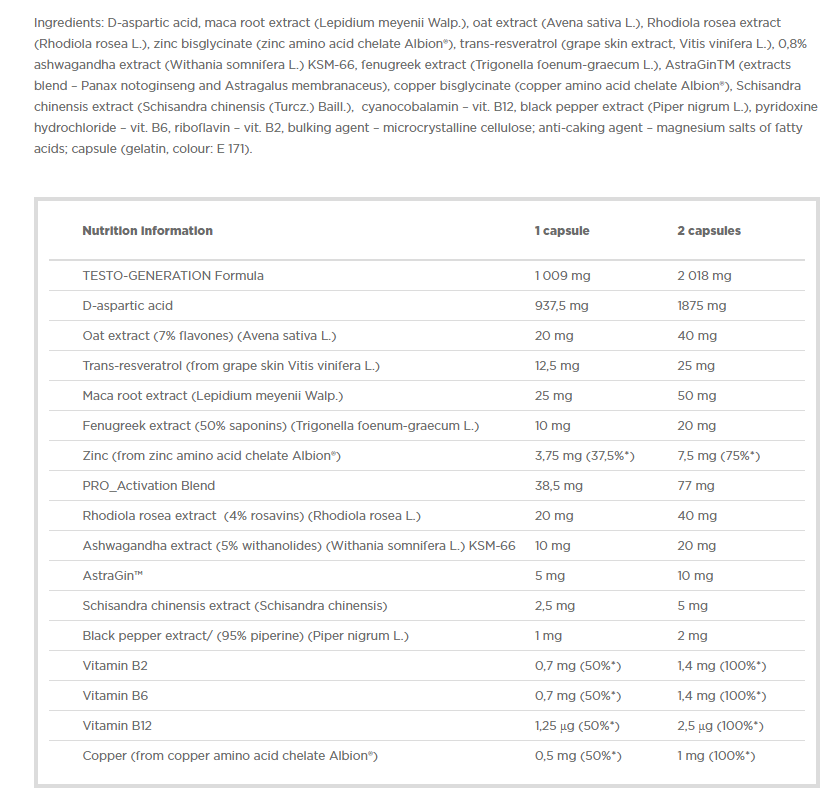 Ingredients: D-aspartic acid, maca root extract (Lepidium meyenii Walp.), oat extract (Avena sativa L.), Rhodiola rosea extract
(Rhodiola rosea L.), zinc bisglycinate (zinc amino acid chelate Albion®), trans-resveratrol (grape skin extract, Vitis vinifera L.), 0,8%
ashwagandha extract (Withania somnifera L.) KSM-66, fenugreek extract (Trigonella foenum-graecum L.), AstraGinTM (extracts
blend – Panax notoginseng and Astragalus membranaceus), copper bisglycinate (copper amino acid chelate Albion®), Schisandra
chinensis extract (Schisandra chinensis (Turcz.) Baill.), cyanocobalamin – vit. B12, black pepper extract (Piper nigrum L.), pyridoxine
hydrochloride – vit. B6, riboflavin – vit. B2, bulking agent – microcrystalline cellulose; anti-caking agent – magnesium salts of fatty
acids; capsule (gelatin, colour: E 171).
Nutrition Information 1 capsule 2 capsules
TESTO-GENERATION Formula 1 009 mg 2 018 mg
D-aspartic acid 937,5 mg 1875 mg
Oat extract (7% flavones) (Avena sativa L.) 20 mg 40 mg
Trans-resveratrol (from grape skin Vitis vinifera L.) 12,5 mg 25 mg
Maca root extract (Lepidium meyenii Walp.) 25 mg 50 mg
Fenugreek extract (50% saponins) (Trigonella foenum-graecum L.) 10 mg 20 mg
Zinc (from zinc amino acid chelate Albion®) 3,75 mg (37,5%*) 7,5 mg (75%*)
PRO_Activation Blend 38,5 mg 77 mg
Rhodiola rosea extract (4% rosavins) (Rhodiola rosea L.) 20 mg 40 mg
Ashwagandha extract (5% withanolides) (Withania somnifera L.) KSM-66 10 mg 20 mg
AstraGin™ 5 mg 10 mg
Schisandra chinensis extract (Schisandra chinensis) 2,5 mg 5 mg
Black pepper extract/ (95% piperine) (Piper nigrum L.) 1 mg 2 mg
Vitamin B2 0,7 mg (50%*) 1,4 mg (100%*)
Vitamin B6 0,7 mg (50%*) 1,4 mg (100%*)
Vitamin B12 1,25 µg (50%*) 2,5 µg (100%*)
Copper (from copper amino acid chelate Albion®) 0,5 mg (50%*) 1 mg (100%*)